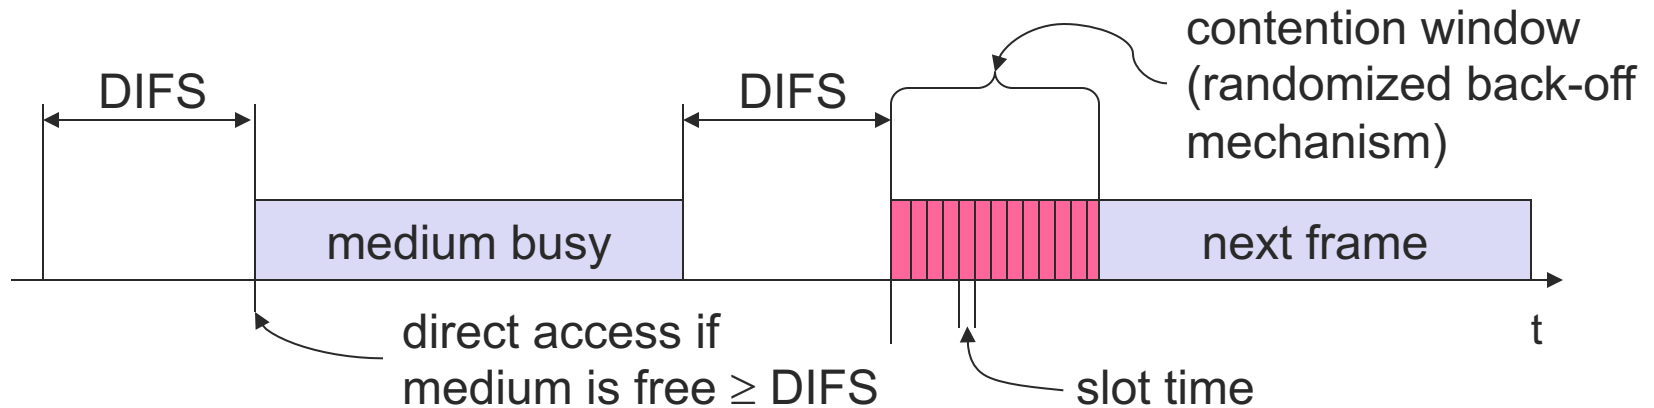 contention window
(randomized back-off
mechanism)
DIFS
DIFS
medium busy
next frame
t
direct access if
medium is free ≥ DIFS
slot time